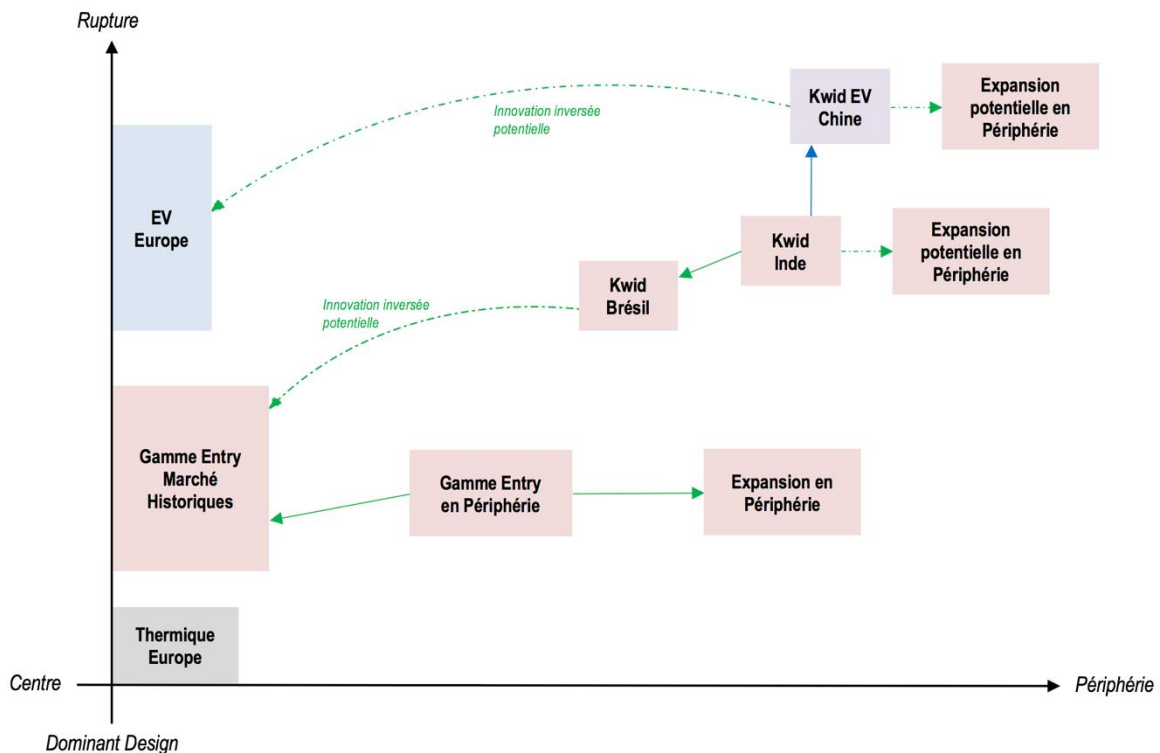 Rupture
Kwid EV
Chine
Expansion
potentielle en
Périphérie
Innovation inversée
potentielle
EV
Europe
Kwid
Inde
Expansion
potentielle en
Périphérie
Kwid
Brésil
Innovation inversée
potentielle
Gamme Entry
Marché
Historiques
Gamme Entry
en Périphérie
Expansion en
Périphérie
Thermique
Europe
Centre
Périphérie
Dominant Design